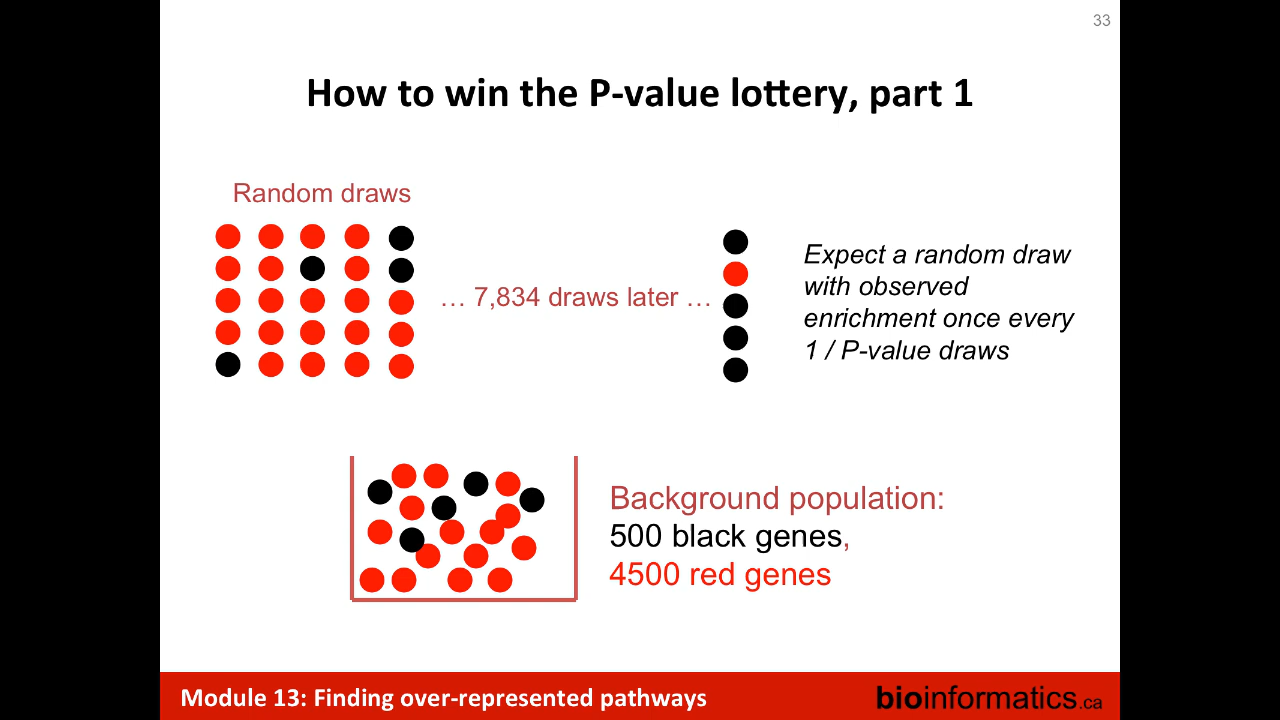 33
How to win the P-value lottery, part 1
Random draws
… 7,834 draws later …
Expect a random draw
with observed
enrichment once every
1 / P-value draws
Background population:
500 black genes,
4500 red genes
Module 13: Finding over-represented pathways
bioinformatics.ca